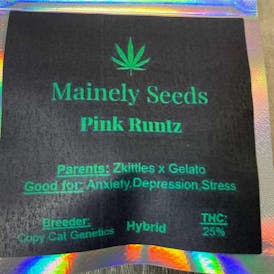 Mainely Seeds
Pink Runtz
Parents: Zkittles x Gelato
Good for: Anxiety,Depression,Stress
Breeder:
Copy Cat Genetics
Hybrid
THC:
25%